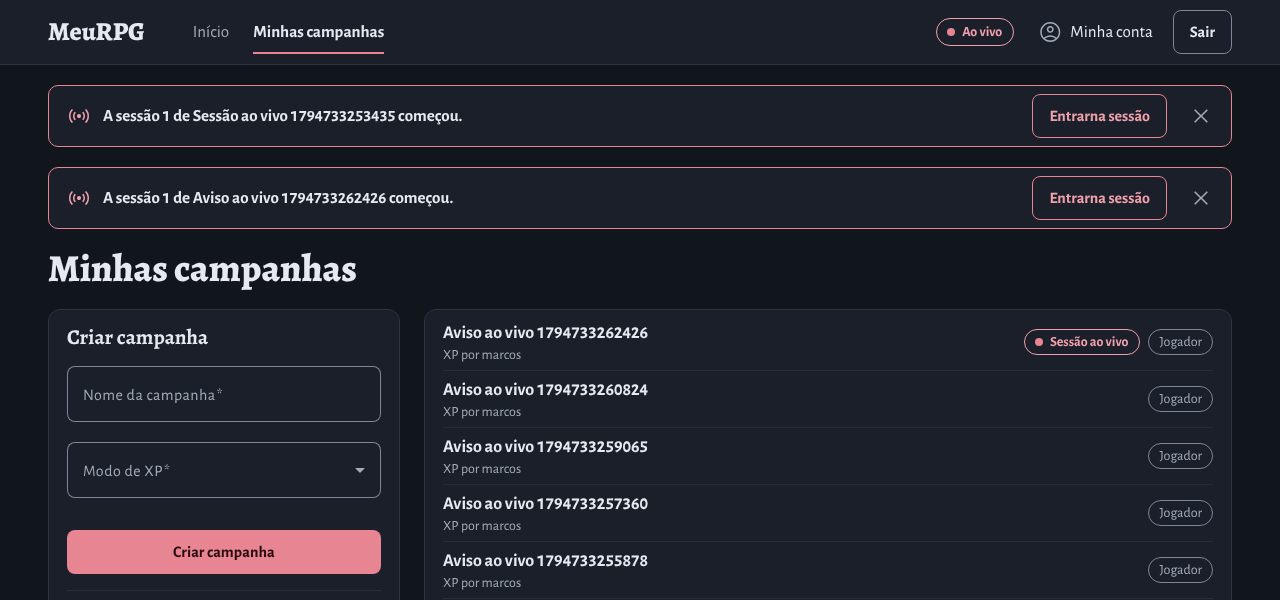 MeuRPG
Início
Minhas campanhas
Ao vivo
Minha conta
Sair
A sessão 1 de Sessão ao vivo 1794733253435 começou.
Entrarna sessão
A sessão 1 de Aviso ao vivo 1794733262426 começou.
Entrarna sessão
Minhas campanhas
Criar campanha
Nome da campanha*
Modo de XP*
Criar campanha
Aviso ao vivo 1794733262426
XP por marcos
Sessão ao vivo
Jogador
Aviso ao vivo 1794733260824
XP por marcos
Jogador
Aviso ao vivo 1794733259065
XP por marcos
Jogador
Aviso ao vivo 1794733257360
XP por marcos
Jogador
Aviso ao vivo 1794733255878
XP por marcos
Jogador